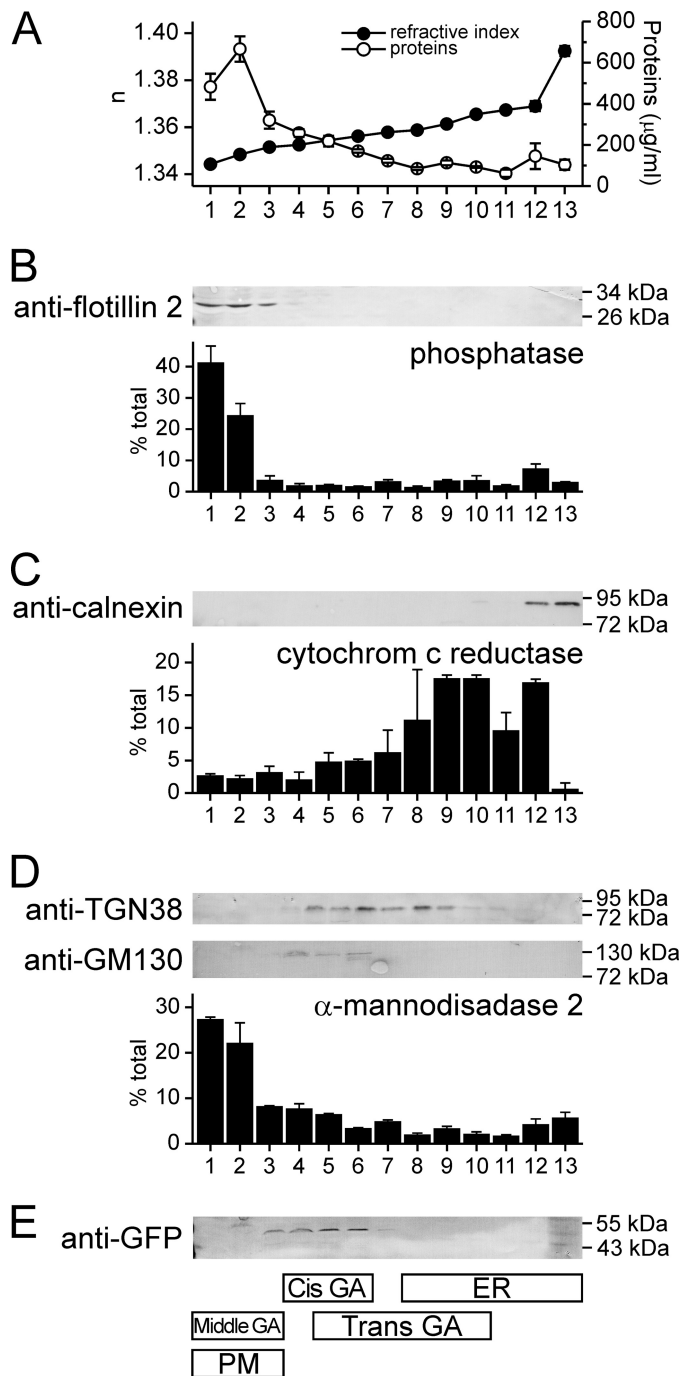 A
n
1.40
1.38
1.36
1.34
refractive index
proteins
800
600
400
200
0
Proteins (μg/ml)
1 2 3 4 5 6 7 8 9 10 11 12 13
B
anti-flotillin 2
34 kDa
26 kDa
phosphatase
% total
40
30
20
10
0
1 2 3 4 5 6 7 8 9 10 11 12 13
C
anti-calnexin
95 kDa
72 kDa
cytochrom c reductase
% total
20
15
10
5
0
1 2 3 4 5 6 7 8 9 10 11 12 13
D
anti-TGN38
95 kDa
72 kDa
anti-GM130
130 kDa
72 kDa
α-mannodisadase 2
% total
30
20
10
0
1 2 3 4 5 6 7 8 9 10 11 12 13
E
anti-GFP
55 kDa
43 kDa
Cis GA
ER
Middle GA
Trans GA
PM